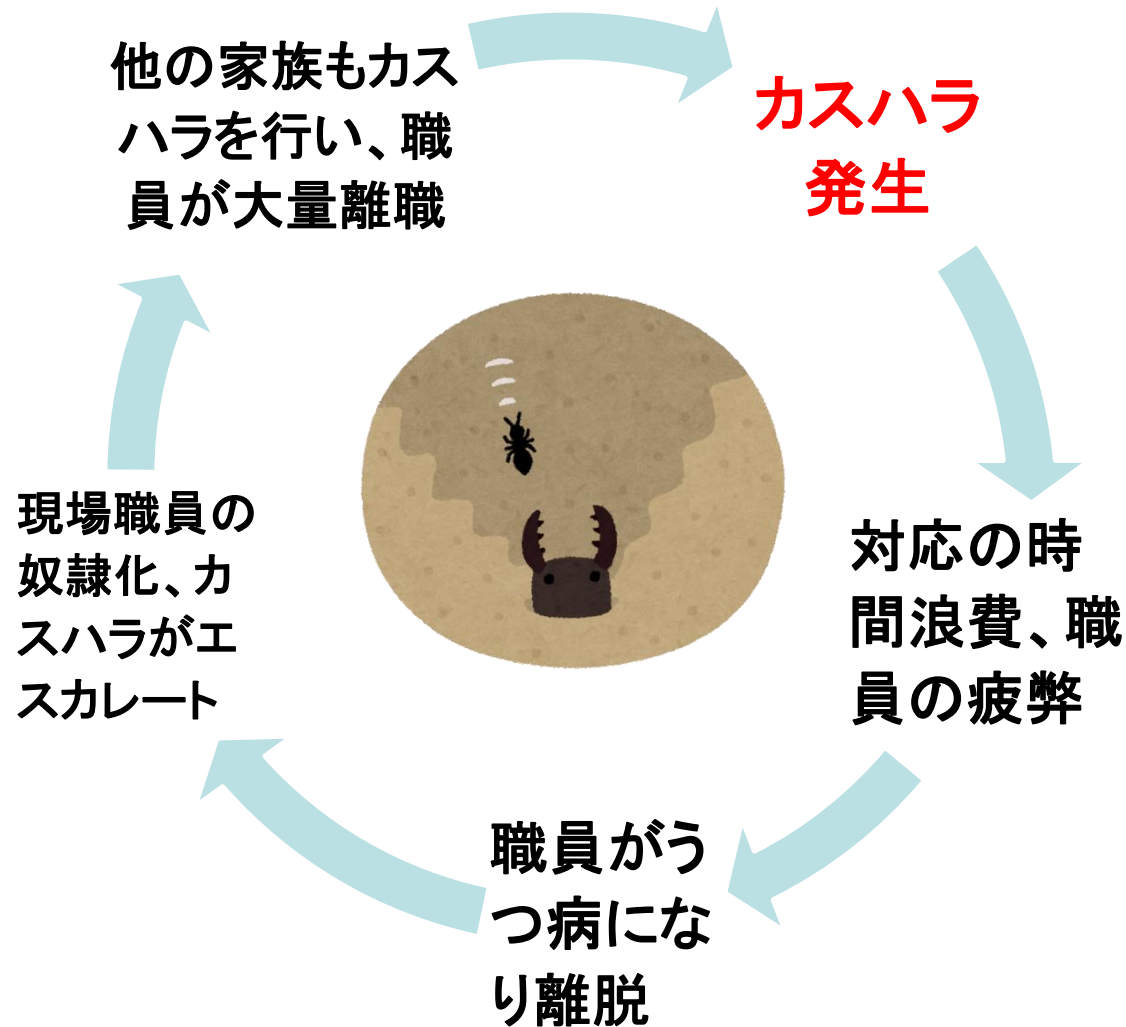 カスハラ
発生
対応の時
間浪費、職
員の疲弊
職員がう
つ病にな
り離脱
現場職員の
奴隷化、カ
スハラがエ
スカレート
他の家族もカス
ハラを行い、職
員が大量離職